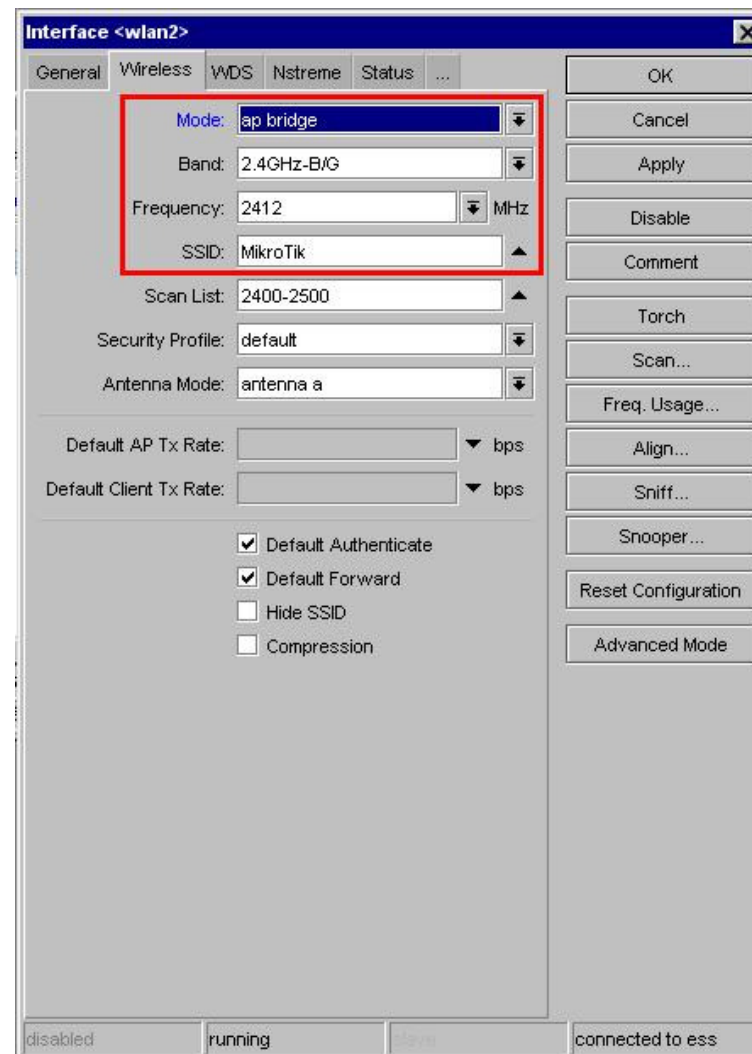 Interface <wlan2>
General Wireless WDS Nstreme Status ...
Mode: ap bridge
Band: 2.4GHz-B/G
Frequency: 2412 MHz
SSID: MikroTik
Scan List: 2400-2500
Security Profile: default
Antenna Mode: antenna a
Default AP Tx Rate: bps
Default Client Tx Rate: bps
Default Authenticate
Default Forward
Hide SSID
Compression
OK
Cancel
Apply
Disable
Comment
Torch
Scan...
Freq. Usage...
Align...
Sniff...
Snooper...
Reset Configuration
Advanced Mode
disabled running slave connected to ess